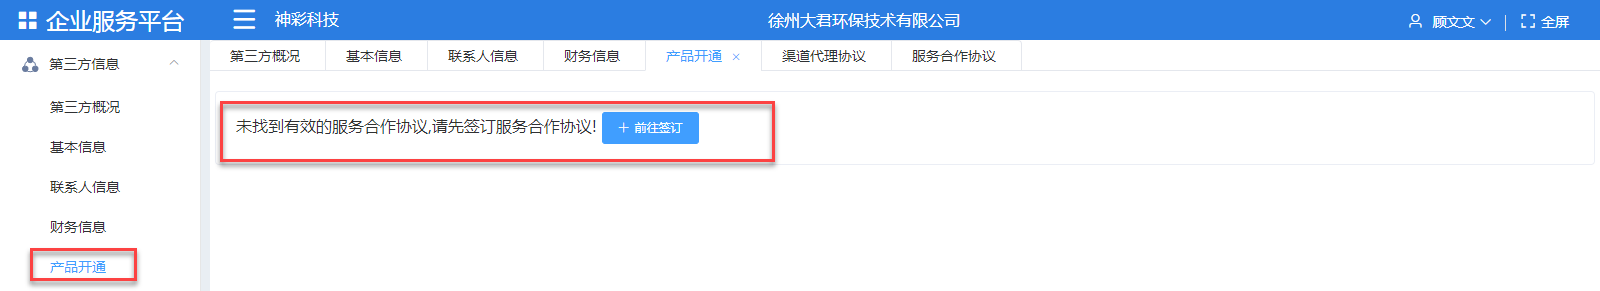 企业服务平台 神彩科技 徐州大君环保技术有限公司 顾文文 全屏
第三方信息
第三方概况
基本信息
联系人信息
财务信息
产品开通
第三方概况 基本信息 联系人信息 财务信息 产品开通 × 渠道代理协议 服务合作协议
未找到有效的服务合作协议,请先签订服务合作协议! + 前往签订